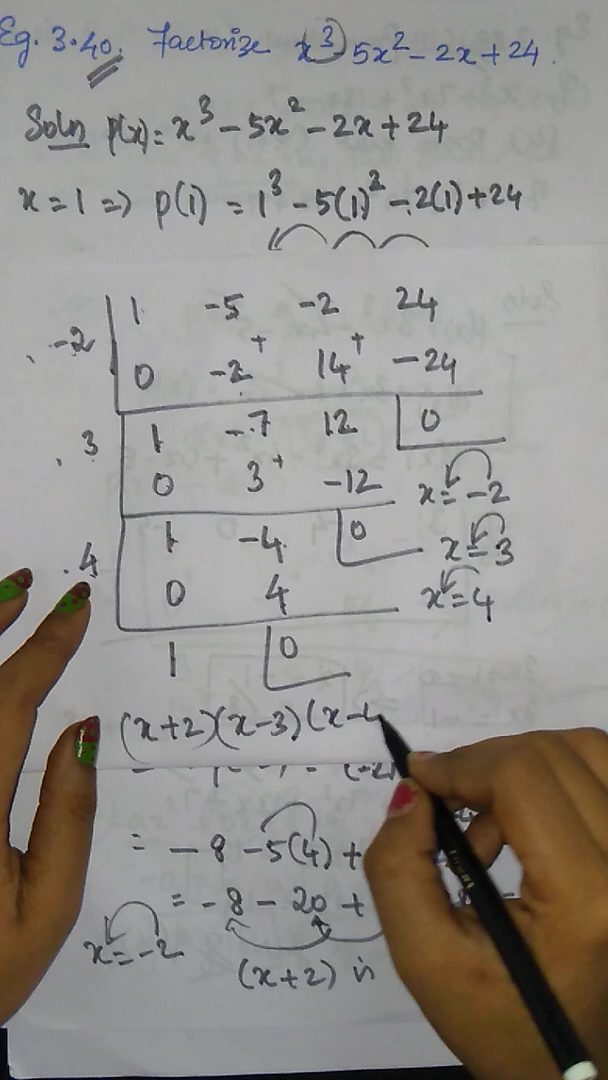 Eg. 3.40. Factorize x³ - 5x² - 2x + 24.
Soln p(x) = x³ - 5x² - 2x + 24
x = 1 => p(1) = 1³ - 5(1)² - 2(1) + 24
-2 | 1 -5 -2 24
0 -2 + 14 + -24
3 | 1 -7 12 | 0
0 3 + -12 x = -2
4 | 1 -4 | 0 x = 3
0 4 x = 4
1 | 0
(x+2)(x-3)(x-4
= -8 - 5(4) +
= -8 - 20 +
x = -2
(x+2) is